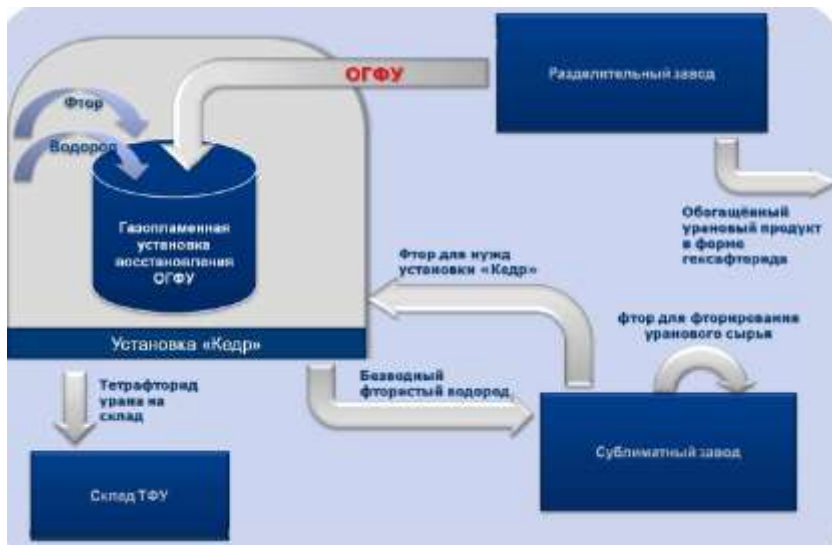 ОГФУ
Разделительный завод
Фтор
Водород
Газопламенная
установка
восстановления
ОГФУ
Обогащённый
урановый продукт
в форме
гексафторида
Фтор для нужд
установки «Кедр»
фтор для фторирования
уранового сырья
Установка «Кедр»
Тетрафторид
урана на
склад
Безводный
фтористый водород
Сублиматный завод
Склад ТФУ